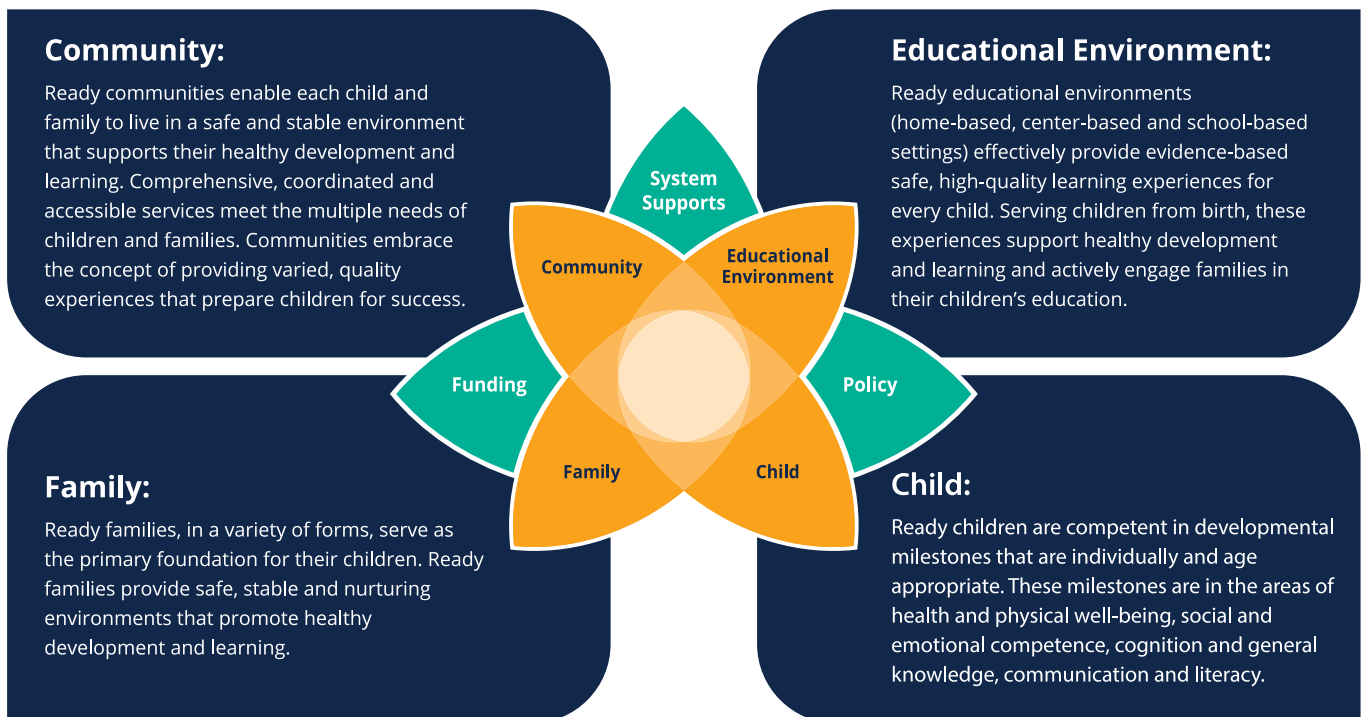 Community:
Ready communities enable each child and
family to live in a safe and stable environment
that supports their healthy development and
learning. Comprehensive, coordinated and
accessible services meet the multiple needs of
children and families. Communities embrace
the concept of providing varied, quality
experiences that prepare children for success.
Educational Environment:
Ready educational environments
(home-based, center-based and school-based
settings) effectively provide evidence-based
safe, high-quality learning experiences for
every child. Serving children from birth, these
experiences support healthy development
and learning and actively engage families in
their children’s education.
System
Supports
Community
Educational
Environment
Funding
Policy
Family
Child
Family:
Ready families, in a variety of forms, serve as
the primary foundation for their children. Ready
families provide safe, stable and nurturing
environments that promote healthy
development and learning.
Child:
Ready children are competent in developmental
milestones that are individually and age
appropriate. These milestones are in the areas of
health and physical well-being, social and
emotional competence, cognition and general
knowledge, communication and literacy.